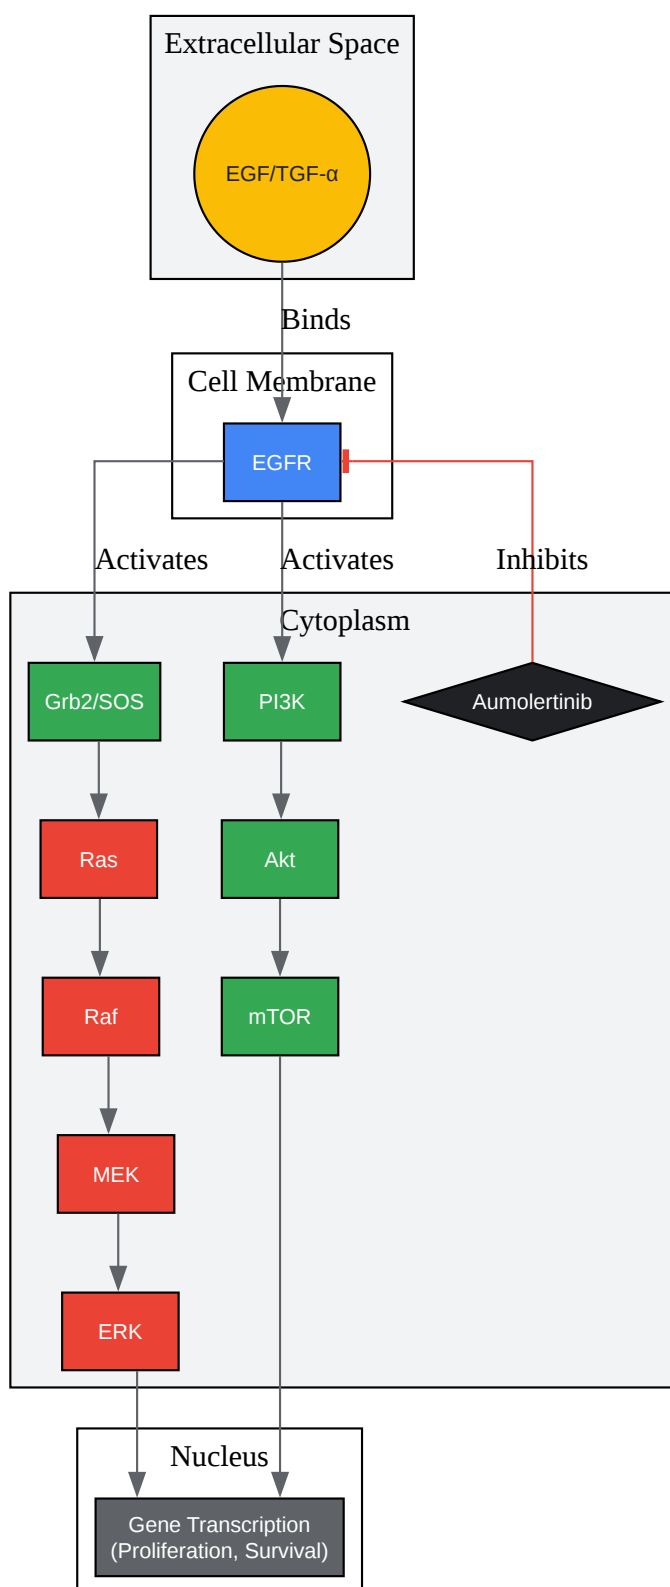 Extracellular Space
EGF/TGF-α
Binds
Cell Membrane
EGFR
Activates
Activates
Inhibits
Cytoplasm
Grb2/SOS
PI3K
Aumolertinib
Ras
Akt
Raf
mTOR
MEK
ERK
Nucleus
Gene Transcription
(Proliferation, Survival)